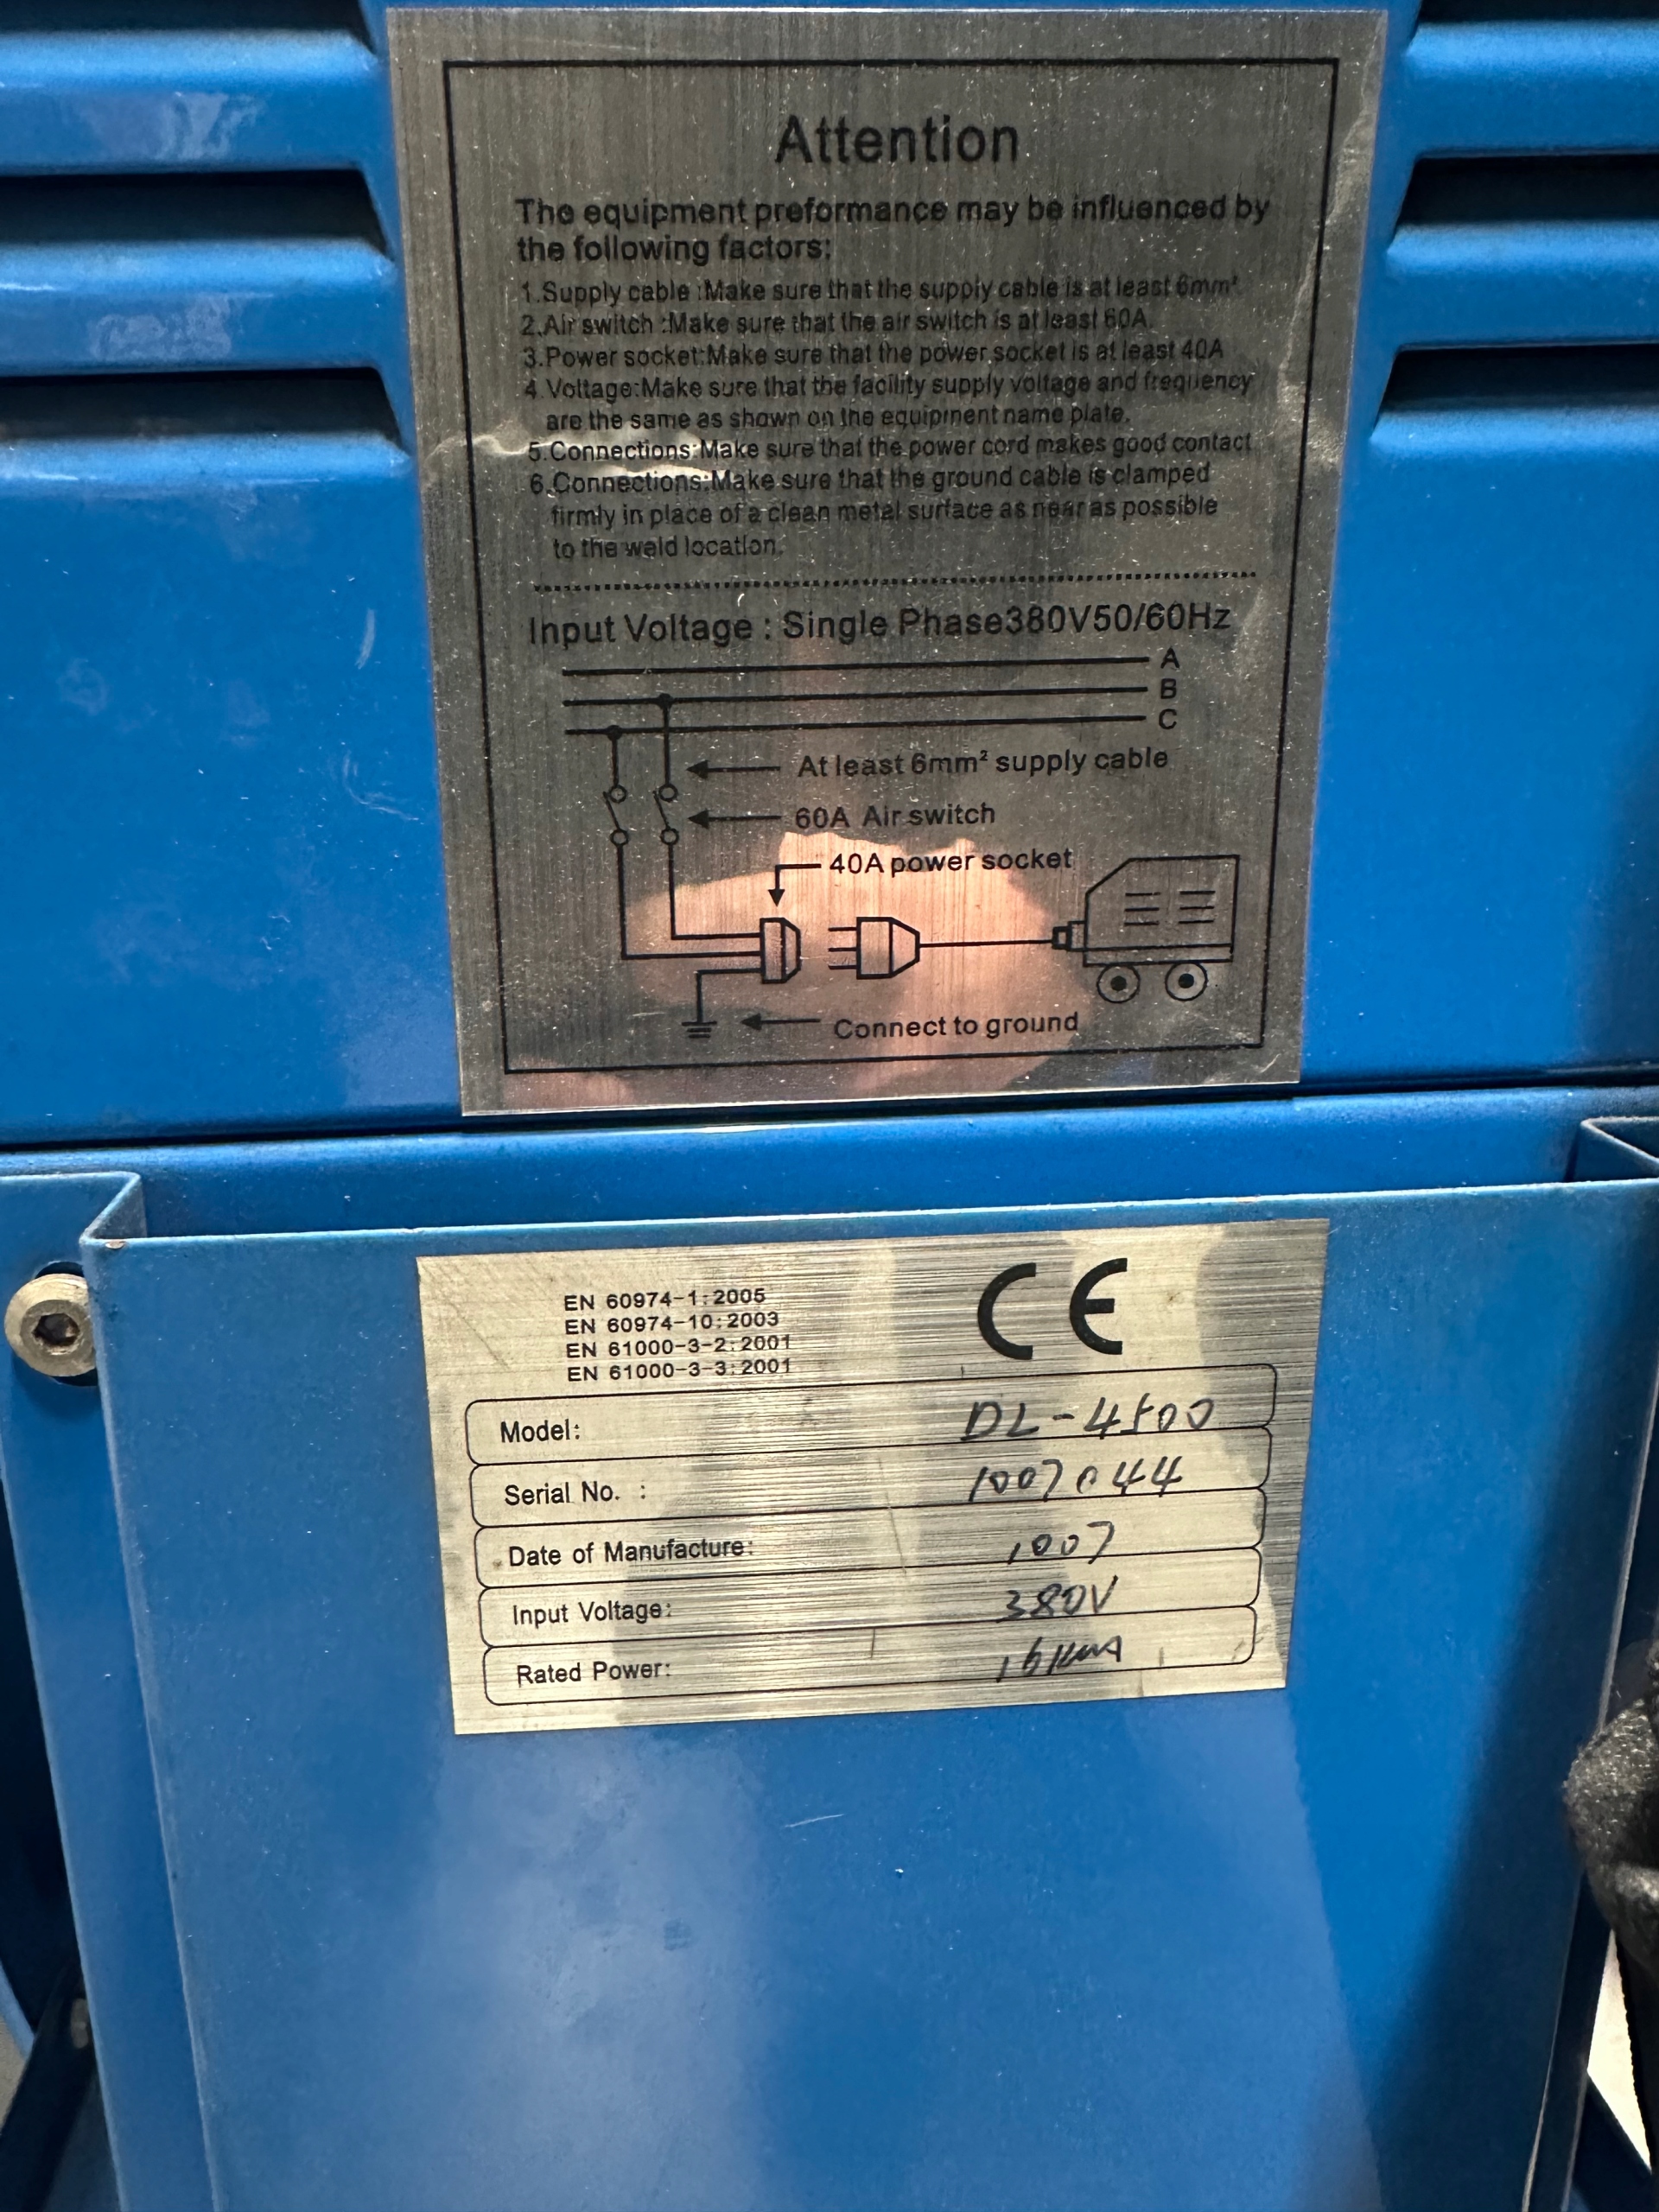 Attention
The equipment preformance may be influenced by
the following factors:
1.Supply cable :Make sure that the supply cable is at least 6mm²
2.Air switch :Make sure that the air switch is at least 60A.
3.Power socket:Make sure that the power socket is at least 40A
4.Voltage:Make sure that the facility supply voltage and frequency
are the same as shown on the equipment name plate.
5.Connections:Make sure that the power cord makes good contact
6.Connections:Make sure that the ground cable is clamped
firmly in place of a clean metal surface as near as possible
to the weld location.
Input Voltage : Single Phase380V50/60Hz
A
B
C
At least 6mm² supply cable
60A Air switch
40A power socket
Connect to ground
CE
EN 60974-1:2005
EN 60974-10:2003
EN 61000-3-2:2001
EN 61000-3-3:2001
Model: DL-4500
Serial No. : 1007044
Date of Manufacture: 1007
Input Voltage: 380V
Rated Power: